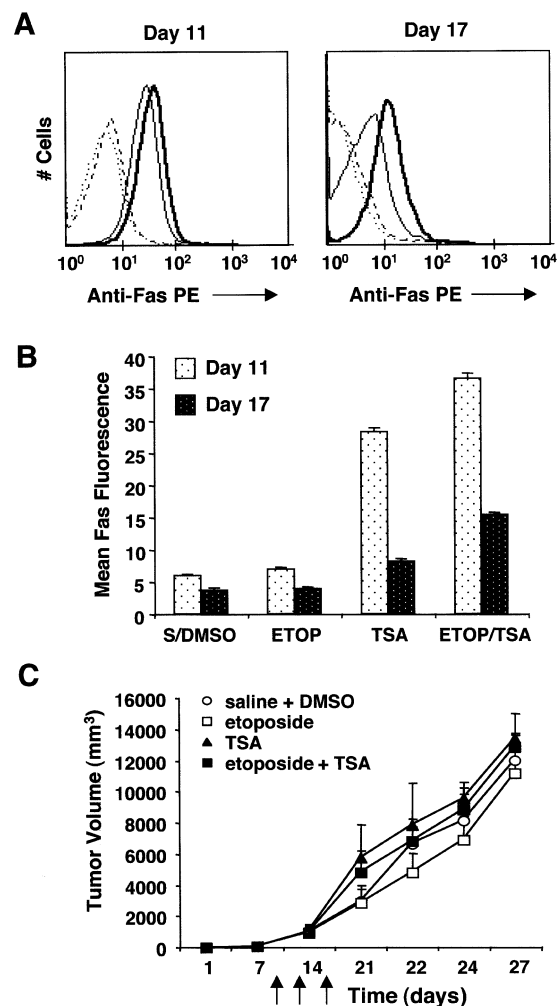 A
Day 11
Day 17
# Cells
10⁰ 10¹ 10² 10³ 10⁴
10⁰ 10¹ 10² 10³ 10⁴
Anti-Fas PE
Anti-Fas PE
B
Mean Fas Fluorescence
40
35
30
25
20
15
10
5
0
Day 11
Day 17
S/DMSO ETOP TSA ETOP/TSA
C
Tumor Volume (mm³)
16000
14000
12000
10000
8000
6000
4000
2000
0
saline + DMSO
etoposide
TSA
etoposide + TSA
1 7 14 21 22 24 27
Time (days)